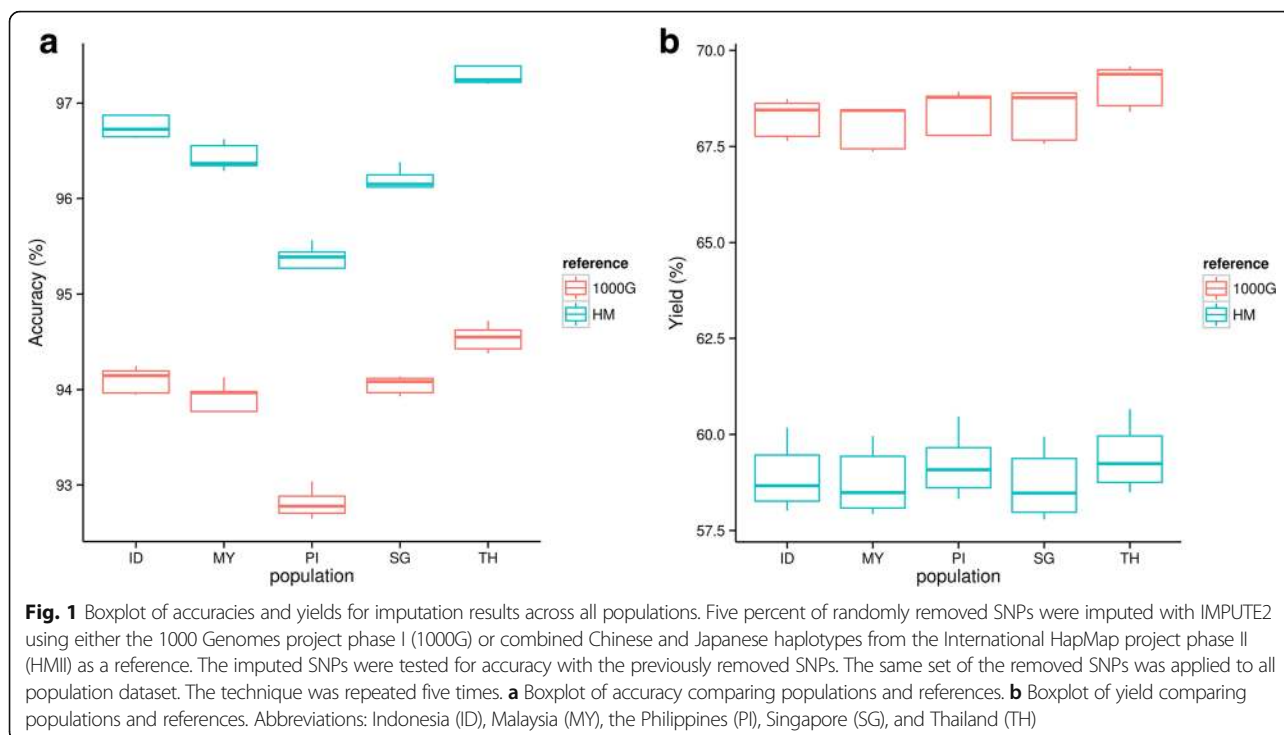 a
97
96
95
94
93
Accuracy (%)
ID MY PI SG TH
population
reference
1000G
HM
b
70.0
67.5
65.0
62.5
60.0
57.5
Yield (%)
ID MY PI SG TH
population
reference
1000G
HM
Fig. 1 Boxplot of accuracies and yields for imputation results across all populations. Five percent of randomly removed SNPs were imputed with IMPUTE2
using either the 1000 Genomes project phase I (1000G) or combined Chinese and Japanese haplotypes from the International HapMap project phase II
(HMII) as a reference. The imputed SNPs were tested for accuracy with the previously removed SNPs. The same set of the removed SNPs was applied to all
population dataset. The technique was repeated five times. a Boxplot of accuracy comparing populations and references. b Boxplot of yield comparing
populations and references. Abbreviations: Indonesia (ID), Malaysia (MY), the Philippines (PI), Singapore (SG), and Thailand (TH)